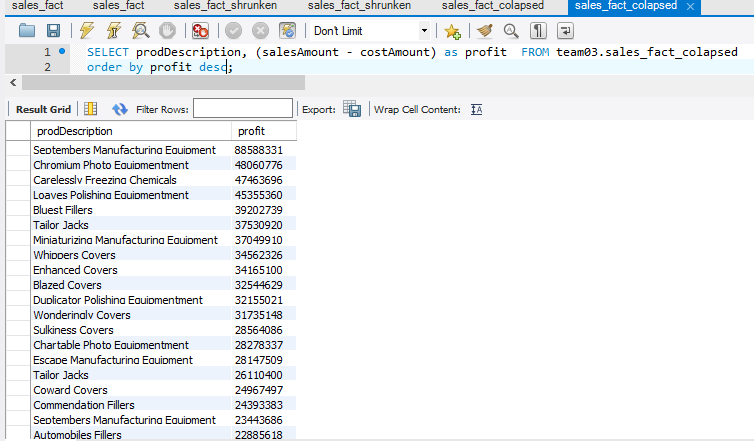 sales_fact sales_fact sales_fact_shrunken sales_fact_shrunken sales_fact_colapsed sales_fact_colapsed
Don't Limit
1 SELECT prodDescription, (salesAmount - costAmount) as profit FROM team03.sales_fact_colapsed
2 order by profit desc;
Result Grid Filter Rows: Export: Wrap Cell Content:
prodDescription profit
Septembers Manufacturing Equipment 88588331
Chromium Photo Equipmentment 48060776
Carelessly Freezing Chemicals 47463696
Loaves Polishing Equipmentment 45355360
Bluest Fillers 39202739
Tailor Jacks 37530920
Miniaturizing Manufacturing Equipment 37049910
Whippers Covers 34562326
Enhanced Covers 34165100
Blazed Covers 32544629
Duplicator Polishing Equipmentment 32155021
Wonderingly Covers 31735148
Sulkiness Covers 28564086
Chartable Photo Equipmentment 28278337
Escape Manufacturing Equipment 28147509
Tailor Jacks 26110400
Coward Covers 24967497
Commendation Fillers 24393383
Septembers Manufacturing Equipment 23443686
Automobiles Fillers 22885618